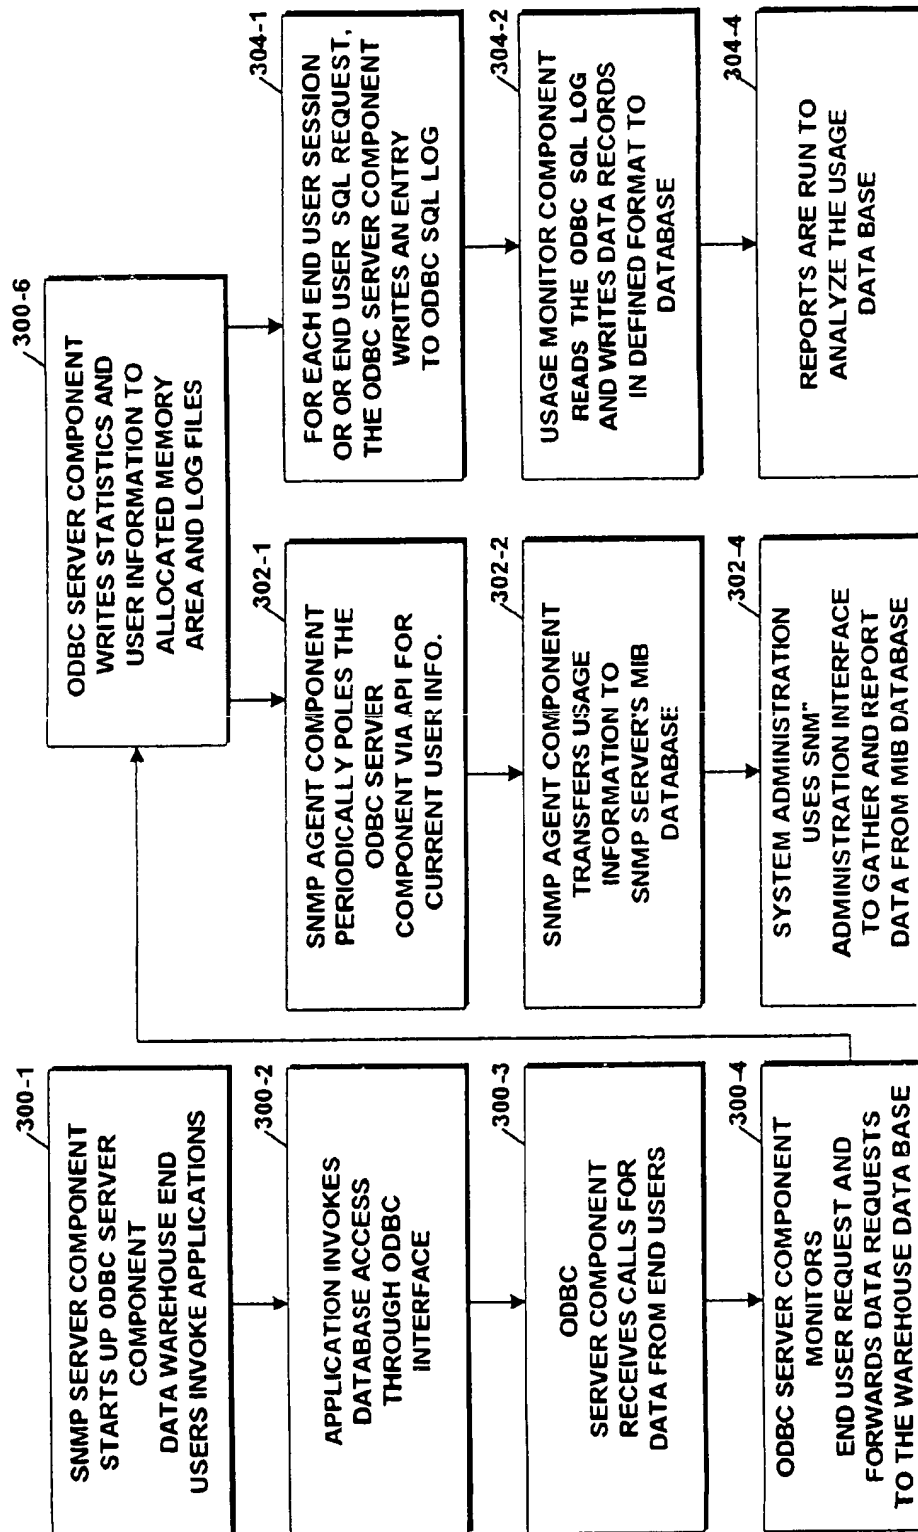 300-1
SNMP SERVER COMPONENT
STARTS UP ODBC SERVER
COMPONENT
DATA WAREHOUSE END
USERS INVOKE APPLICATIONS
300-2
APPLICATION INVOKES
DATABASE ACCESS
THROUGH ODBC
INTERFACE
300-3
ODBC
SERVER COMPONENT
RECEIVES CALLS FOR
DATA FROM END USERS
300-4
ODBC SERVER COMPONENT
MONITORS
END USER REQUEST AND
FORWARDS DATA REQUESTS
TO THE WAREHOUSE DATA BASE
300-6
ODBC SERVER COMPONENT
WRITES STATISTICS AND
USER INFORMATION TO
ALLOCATED MEMORY
AREA AND LOG FILES
302-1
SNMP AGENT COMPONENT
PERIODICALLY POLES THE
ODBC SERVER
COMPONENT VIA API FOR
CURRENT USER INFO.
302-2
SNMP AGENT COMPONENT
TRANSFERS USAGE
INFORMATION TO
SNMP SERVER'S MIB
DATABASE
302-4
SYSTEM ADMINISTRATION
USES SNM"
ADMINISTRATION INTERFACE
TO GATHER AND REPORT
DATA FROM MIB DATABASE
304-1
FOR EACH END USER SESSION
OR OR END USER SQL REQUEST,
THE ODBC SERVER COMPONENT
WRITES AN ENTRY
TO ODBC SQL LOG
304-2
USAGE MONITOR COMPONENT
READS THE ODBC SQL LOG
AND WRITES DATA RECORDS
IN DEFINED FORMAT TO
DATABASE
304-4
REPORTS ARE RUN TO
ANALYZE THE USAGE
DATA BASE